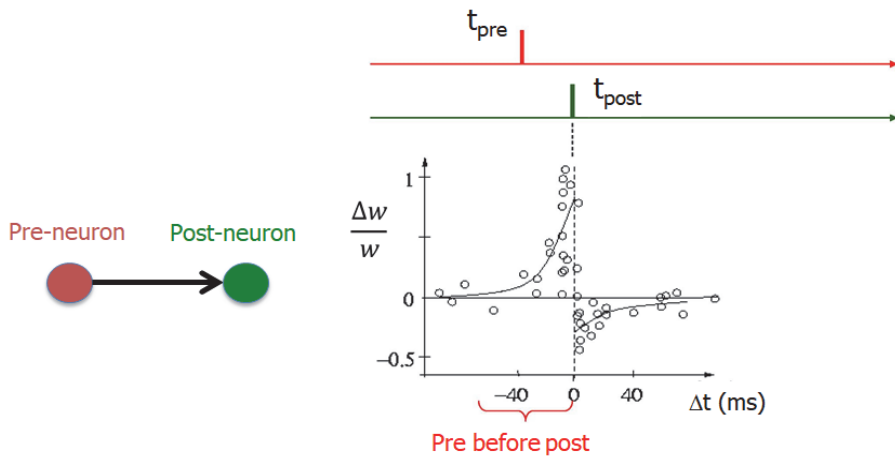 t_pre
t_post
1
Δw
w
Pre-neuron Post-neuron
0
−0.5
−40 0 40 Δt (ms)
Pre before post